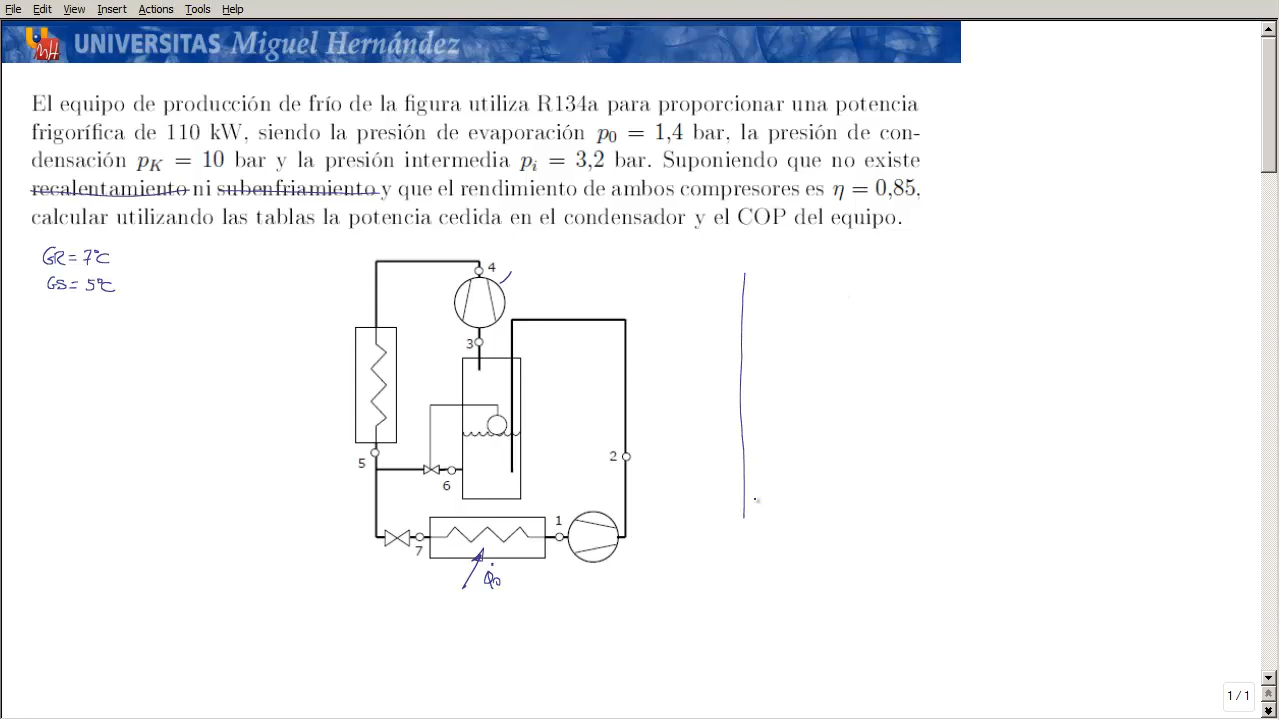 File Edit View Insert Actions Tools Help
UNIVERSITAS Miguel Hernández
El equipo de producción de frío de la figura utiliza R134a para proporcionar una potencia
frigorífica de 110 kW, siendo la presión de evaporación p₀ = 1,4 bar, la presión de con-
densación p_K = 10 bar y la presión intermedia p_i = 3,2 bar. Suponiendo que no existe
recalentamiento ni subenfriamiento y que el rendimiento de ambos compresores es η = 0,85,
calcular utilizando las tablas la potencia cedida en el condensador y el COP del equipo.
GR = 7°C
GS = 5°C
4
3
2
5
6
1
7
Q̇₀
1 / 1